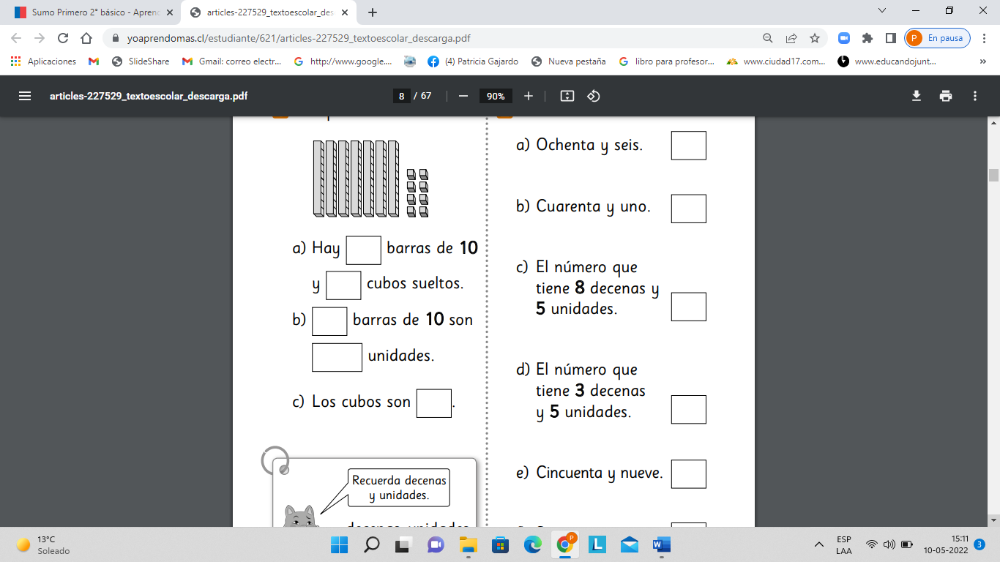 Sumo Primero 2° básico - Aprend
articles-227529_textoescolar_des
yoaprendomas.cl/estudiante/621/articles-227529_textoescolar_descarga.pdf
En pausa
Aplicaciones
SlideShare
Gmail: correo electr...
http://www.google....
(4) Patricia Gajardo
Nueva pestaña
libro para profesor...
www.ciudad17.com...
www.educandojunt...
articles-227529_textoescolar_descarga.pdf
8 / 67
90%
a) Hay barras de 10
y cubos sueltos.
b) barras de 10 son
unidades.
c) Los cubos son .
Recuerda decenas
y unidades.
decenas unidades
a) Ochenta y seis.
b) Cuarenta y uno.
c) El número que
tiene 8 decenas y
5 unidades.
d) El número que
tiene 3 decenas
y 5 unidades.
e) Cincuenta y nueve.
13°C
Soleado
ESP
LAA
15:11
10-05-2022
3